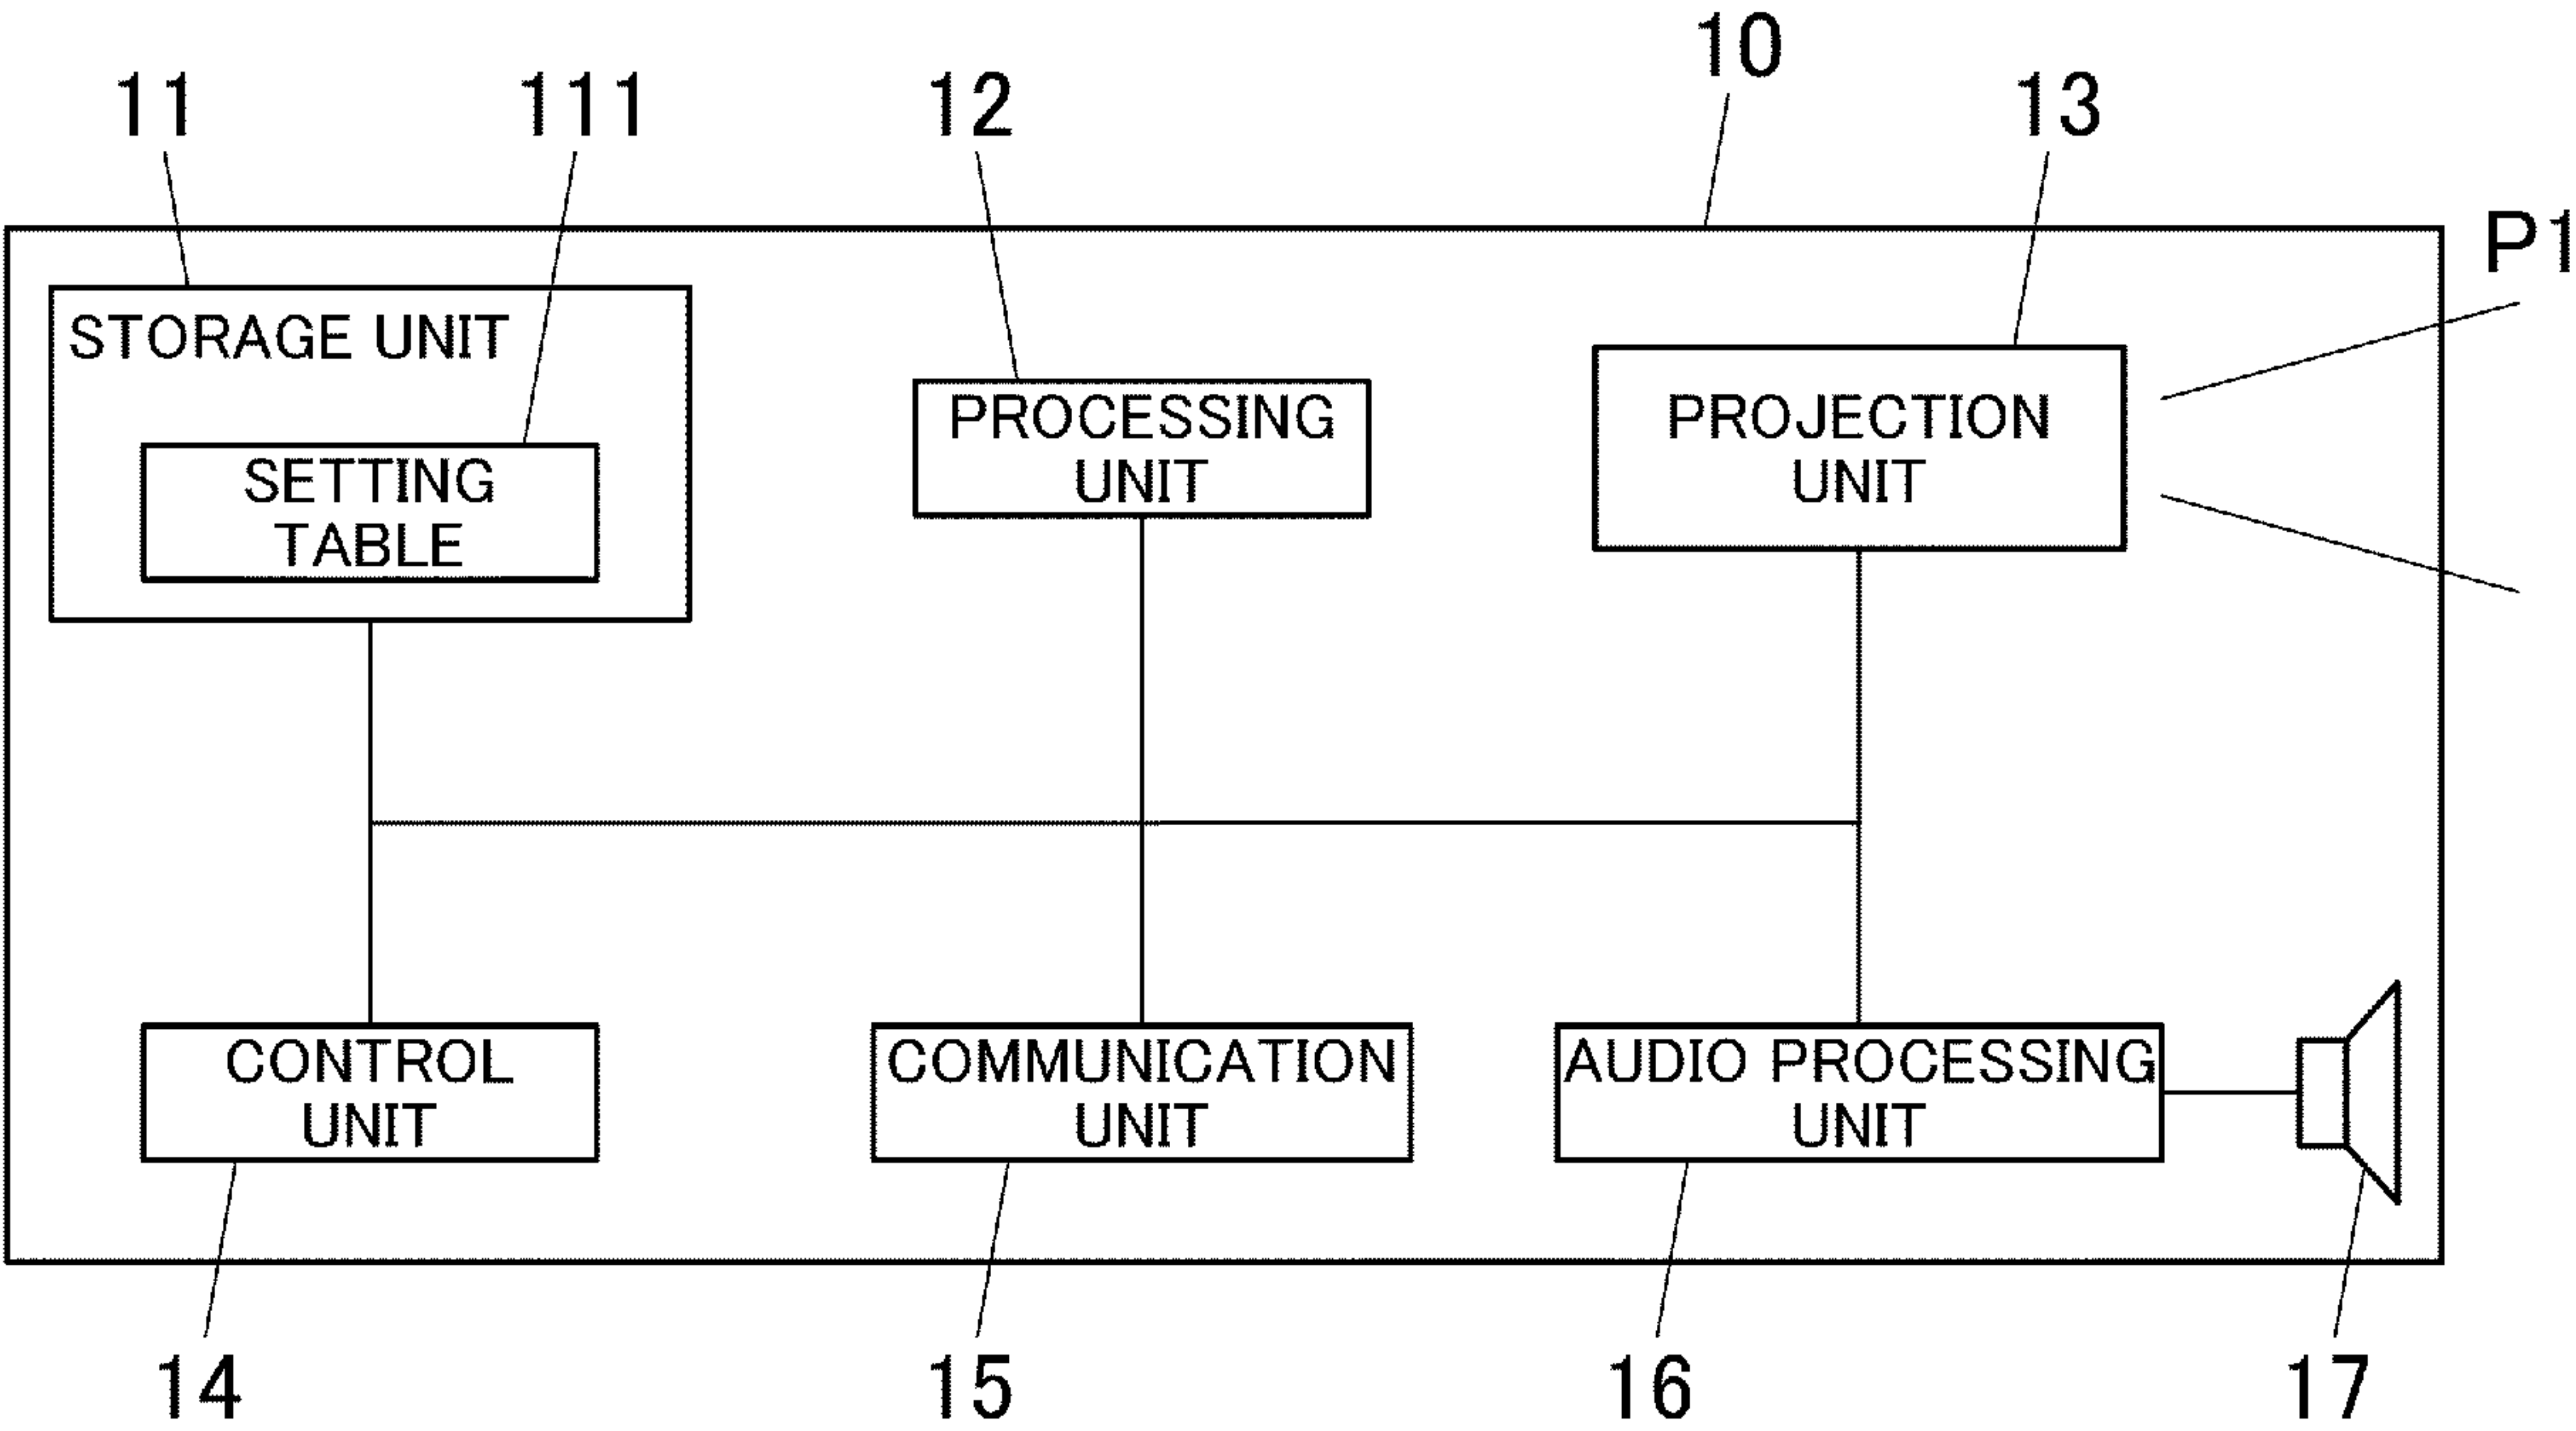 10
11
111
12
13
P1
STORAGE UNIT
SETTING
TABLE
PROCESSING
UNIT
PROJECTION
UNIT
CONTROL
UNIT
COMMUNICATION
UNIT
AUDIO PROCESSING
UNIT
14
15
16
17